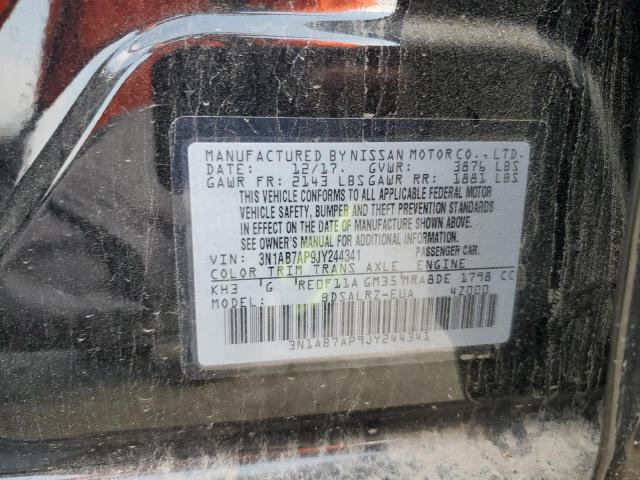 MANUFACTURED BY NISSAN MOTOR CO., LTD.
DATE: 12/17. GVWR: 3876 LBS
GAWR FR: 2143 LBS GAWR RR: 1881 LBS
THIS VEHICLE CONFORMS TO ALL APPLICABLE FEDERAL MOTOR
VEHICLE SAFETY, BUMPER AND THEFT PREVENTION STANDARDS
IN EFFECT ON THE DATE OF MANUFACTURE SHOWN ABOVE.
SEE OWNER'S MANUAL FOR ADDITIONAL INFORMATION.
VIN: 3N1AB7AP9JY244341 PASSENGER CAR
COLOR TRIM TRANS AXLE ENGINE
KH3 G RE0F11A GM35 MRA8DE 1798 CC
MODEL: BDSALRZ-EUA 4Z000
3N1AB7AP9JY244341